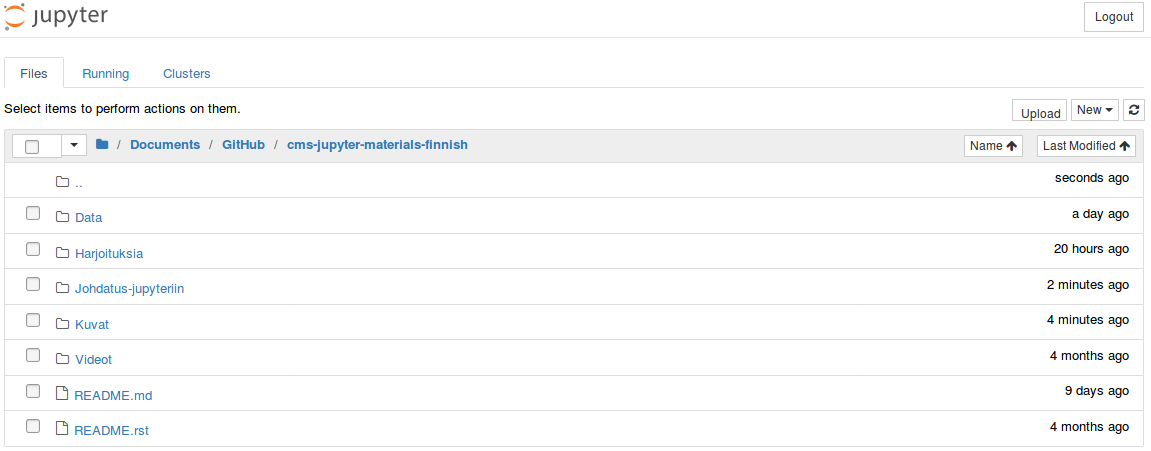 jupyter Logout
Files Running Clusters
Select items to perform actions on them. Upload New
/ Documents / GitHub / cms-jupyter-materials-finnish Name Last Modified
.. seconds ago
Data a day ago
Harjoituksia 20 hours ago
Johdatus-jupyteriin 2 minutes ago
Kuvat 4 minutes ago
Videot 4 months ago
README.md 9 days ago
README.rst 4 months ago